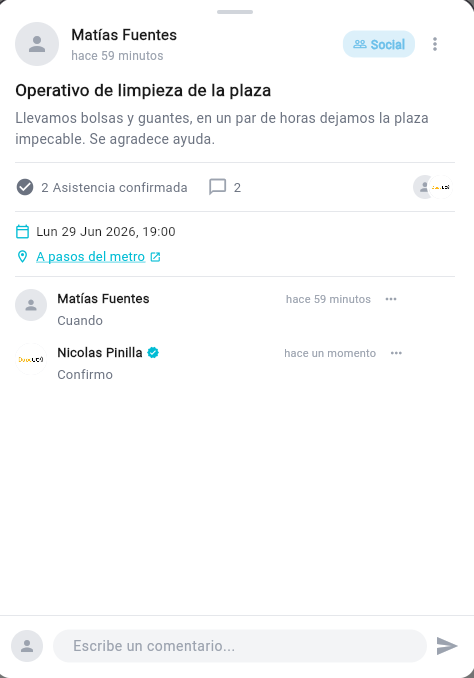 Matías Fuentes
hace 59 minutos
Social
Operativo de limpieza de la plaza
Llevamos bolsas y guantes, en un par de horas dejamos la plaza
impecable. Se agradece ayuda.
2 Asistencia confirmada
2
Lun 29 Jun 2026, 19:00
A pasos del metro
Matías Fuentes
hace 59 minutos
Cuando
Nicolas Pinilla
hace un momento
Confirmo
Escribe un comentario...